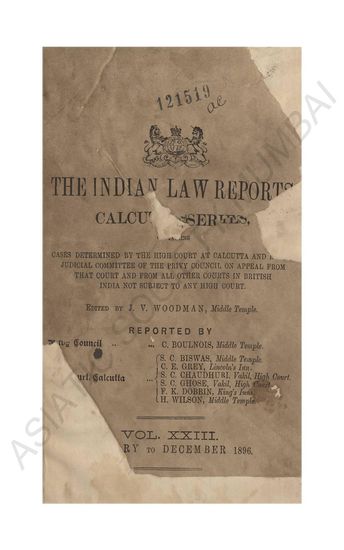 121519
THE INDIAN LAW REPORTS
CALCU SERIES,
CASES DETERMINED BY THE HIGH COURT AT CALCUTTA AND
JUDICIAL COMMITTEE OF THE PRIVY COUNCIL ON APPEAL FROM
THAT COURT AND FROM ALL OTHER COURTS IN BRITISH
INDIA NOT SUBJECT TO ANY HIGH COURT.
EDITED BY J. V. WOODMAN, Middle Temple.
REPORTED BY
Council „ „ C. BOULNOIS, Middle Temple.
S. C. BISWAS, Middle Temple.
C. E. GREY, Lincoln's Inn.
Calcutta ... S. C. CHAUDHURI, Vakil, High Court.
S. C. GHOSE, Vakil, High Court.
F. K. DOBBIN, King's Inns.
H. WILSON, Middle Temple.
VOL. XXIII.
RY TO DECEMBER 1896.
ASIATIC SOCIETY MUMBAI